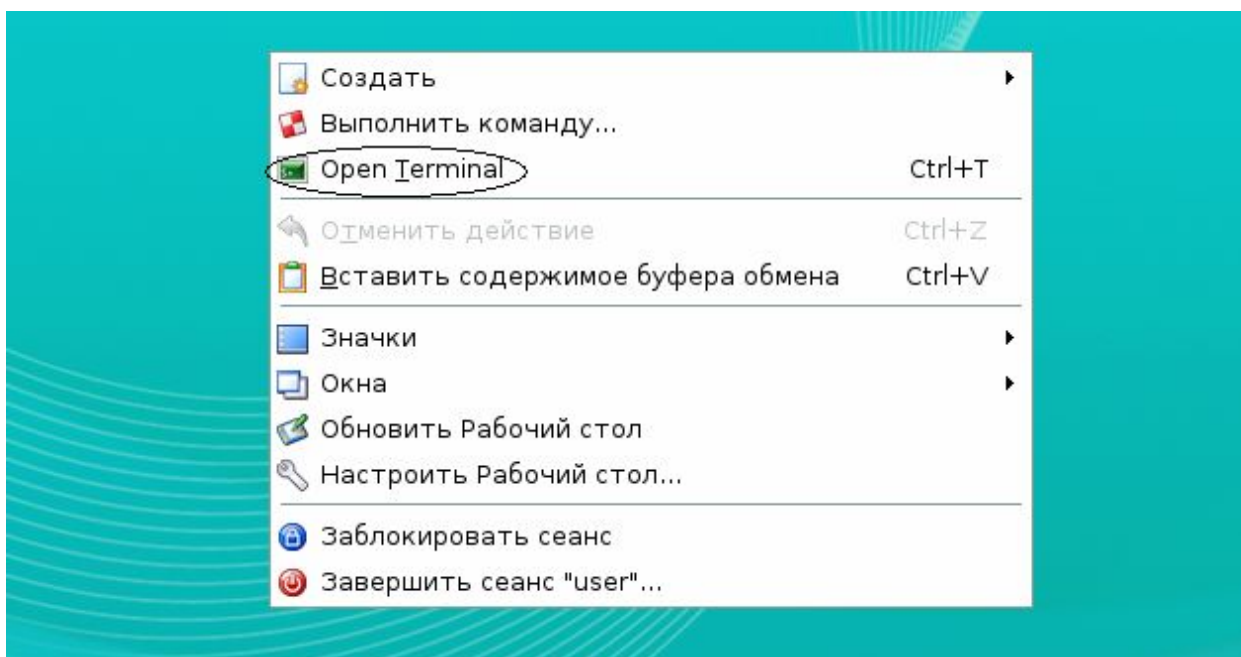 Создать
Выполнить команду...
Open Terminal Ctrl+T
Отменить действие Ctrl+Z
Вставить содержимое буфера обмена Ctrl+V
Значки
Окна
Обновить Рабочий стол
Настроить Рабочий стол...
Заблокировать сеанс
Завершить сеанс "user"...